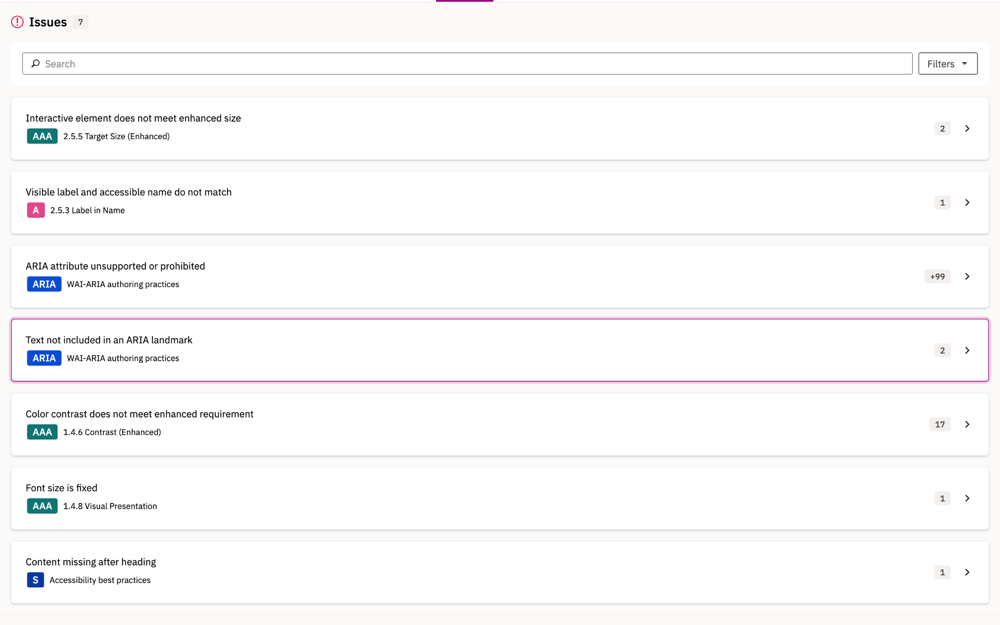 Issues 7
Search
Filters
Interactive element does not meet enhanced size
AAA 2.5.5 Target Size (Enhanced)
2
Visible label and accessible name do not match
A 2.5.3 Label in Name
1
ARIA attribute unsupported or prohibited
ARIA WAI-ARIA authoring practices
+99
Text not included in an ARIA landmark
ARIA WAI-ARIA authoring practices
2
Color contrast does not meet enhanced requirement
AAA 1.4.6 Contrast (Enhanced)
17
Font size is fixed
AAA 1.4.8 Visual Presentation
1
Content missing after heading
S Accessibility best practices
1